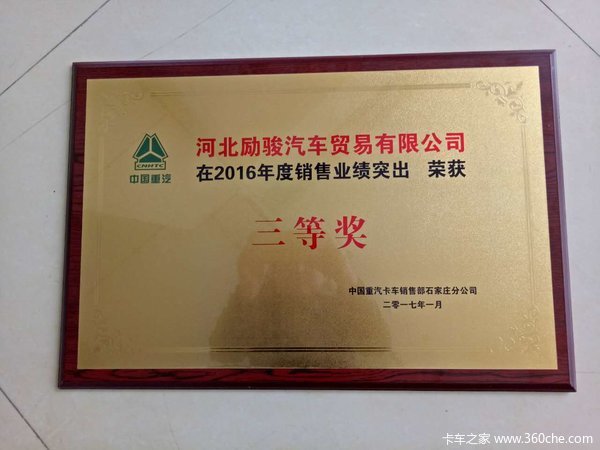 河北励骏汽车贸易有限公司
CNHTC
中国重汽
在2016年度销售业绩突出 荣获
三等奖
中国重汽卡车销售部石家庄分公司
二零一七年一月
卡车之家 www.360che.com